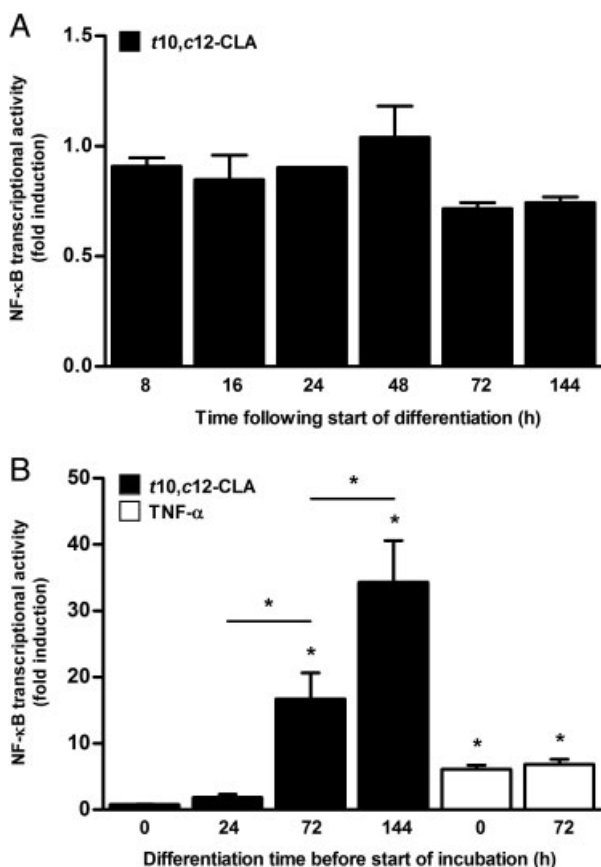 A
t10,c12-CLA
NF-κB transcriptional activity
(fold induction)
1.5
1.0
0.5
0.0
8 16 24 48 72 144
Time following start of differentiation (h)
B
t10,c12-CLA
TNF-α
NF-κB transcriptional activity
(fold induction)
50
40
30
20
10
0
*
*
*
*
*
*
0 24 72 144 0 72
Differentiation time before start of incubation (h)